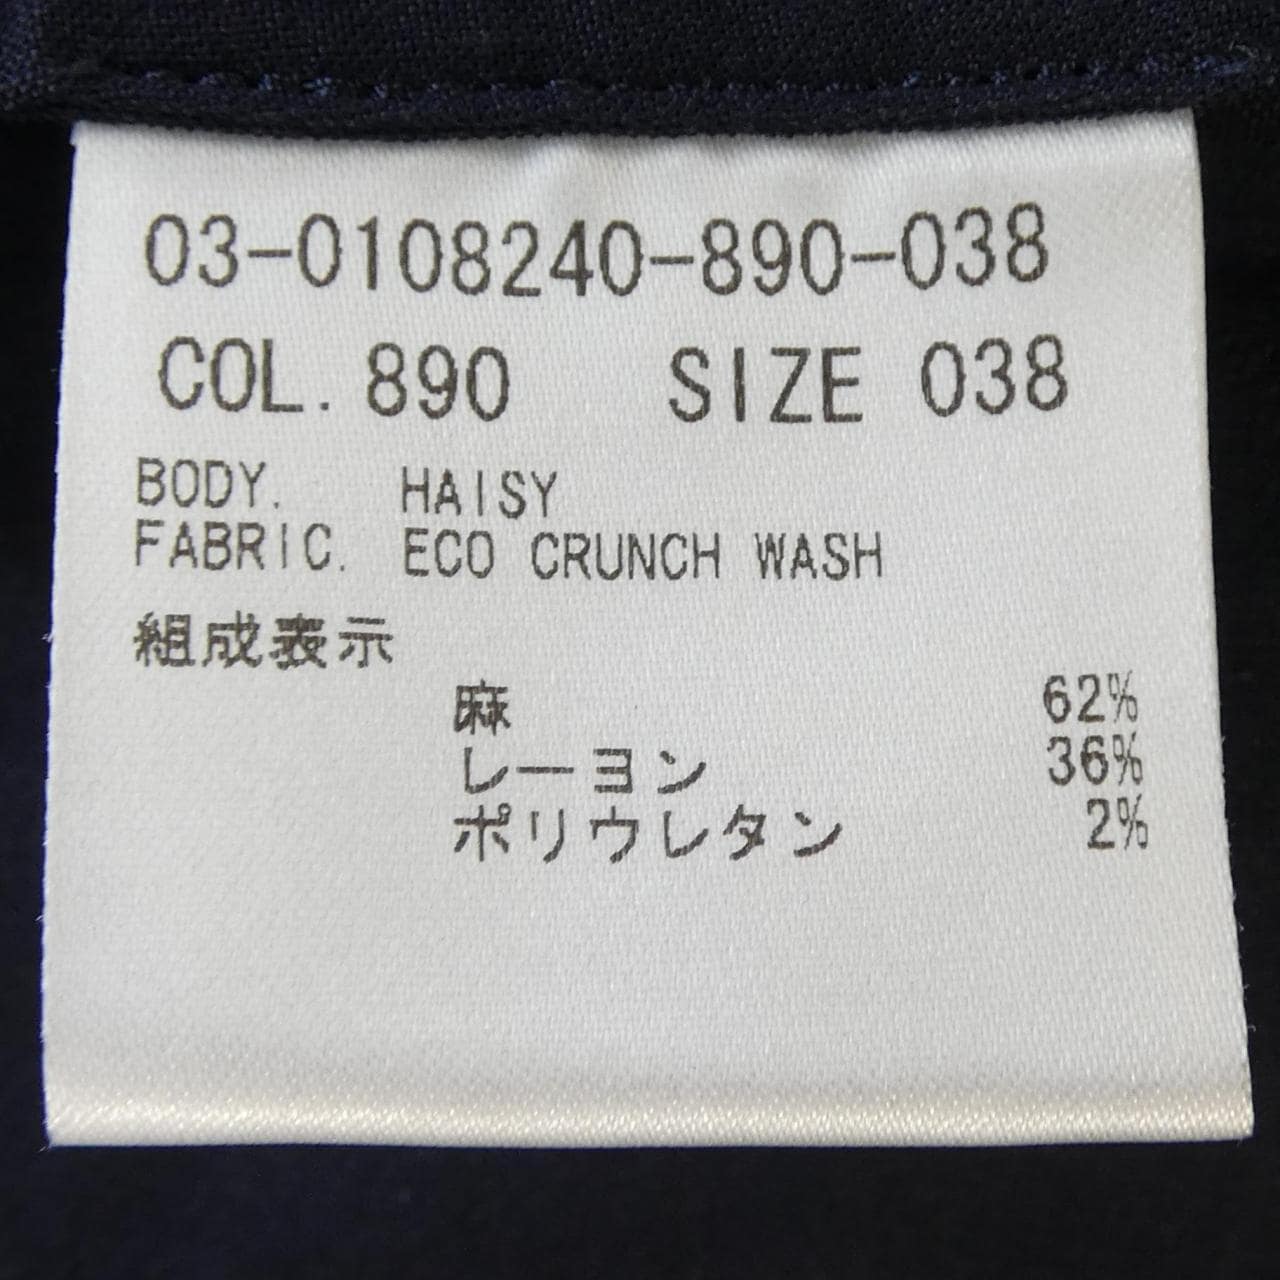 03-0108240-890-038
COL. 890 SIZE 038
BODY. HAISY
FABRIC. ECO CRUNCH WASH
組成表示
麻 62%
レーヨン 36%
ポリウレタン 2%